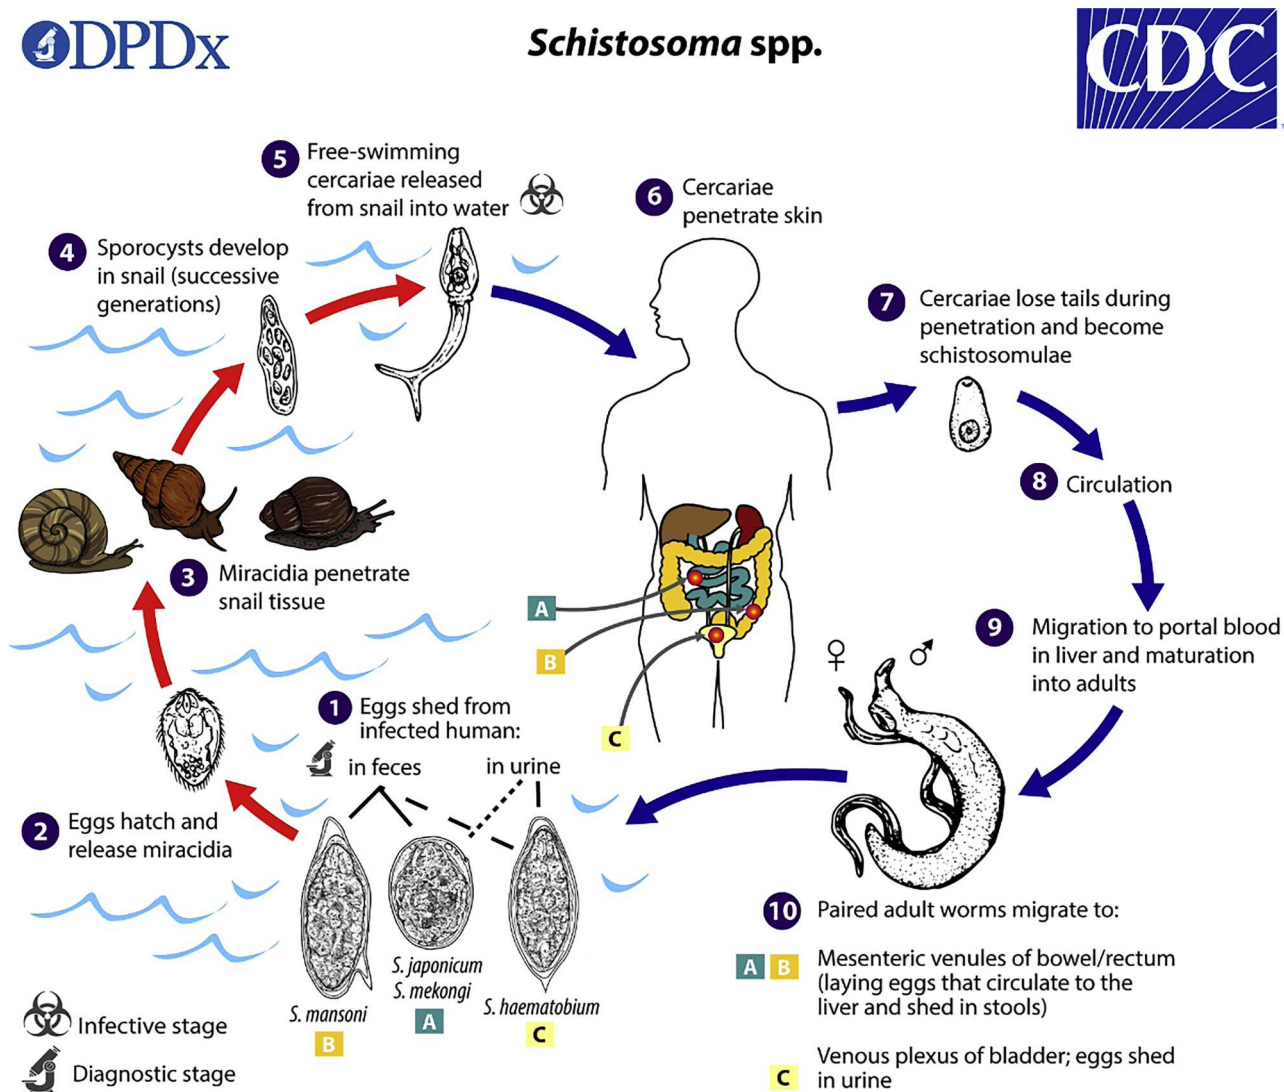 DPDx
Schistosoma spp.
CDC
5 Free-swimming
cercariae released
from snail into water
6 Cercariae
penetrate skin
4 Sporocysts develop
in snail (successive
generations)
7 Cercariae lose tails during
penetration and become
schistosomulae
8 Circulation
3 Miracidia penetrate
snail tissue
A
B
C
9 Migration to portal blood
in liver and maturation
into adults
♀ ♂
1 Eggs shed from
infected human:
in feces
in urine
2 Eggs hatch and
release miracidia
S. mansoni
B
S. japonicum
S. mekongi
A
S. haematobium
C
10 Paired adult worms migrate to:
A B Mesenteric venules of bowel/rectum
(laying eggs that circulate to the
liver and shed in stools)
C Venous plexus of bladder; eggs shed
in urine
Infective stage
Diagnostic stage